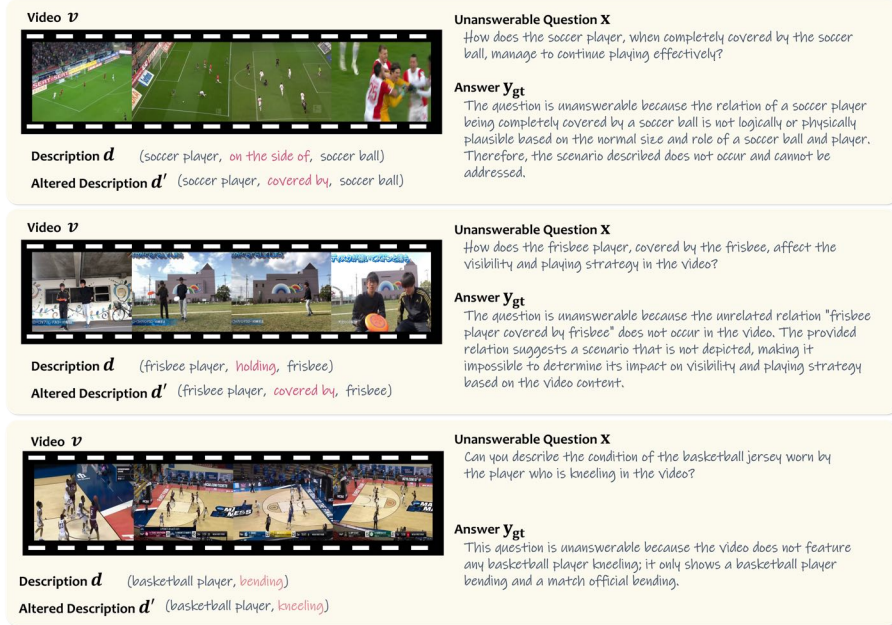 Video v
Unanswerable Question x
How does the soccer player, when completely covered by the soccer
ball, manage to continue playing effectively?
Answer y_gt
The question is unanswerable because the relation of a soccer player
being completely covered by a soccer ball is not logically or physically
plausible based on the normal size and role of a soccer ball and player.
Therefore, the scenario described does not occur and cannot be
addressed.
Description d (soccer player, on the side of, soccer ball)
Altered Description d′ (soccer player, covered by, soccer ball)
Video v
Unanswerable Question x
How does the frisbee player, covered by the frisbee, affect the
visibility and playing strategy in the video?
Answer y_gt
The question is unanswerable because the unrelated relation "frisbee
player covered by frisbee" does not occur in the video. The provided
relation suggests a scenario that is not depicted, making it
impossible to determine its impact on visibility and playing strategy
based on the video content.
Description d (frisbee player, holding, frisbee)
Altered Description d′ (frisbee player, covered by, frisbee)
Video v
Unanswerable Question x
Can you describe the condition of the basketball jersey worn by
the player who is kneeling in the video?
Answer y_gt
This question is unanswerable because the video does not feature
any basketball player kneeling; it only shows a basketball player
bending and a match official bending.
Description d (basketball player, bending)
Altered Description d′ (basketball player, kneeling)